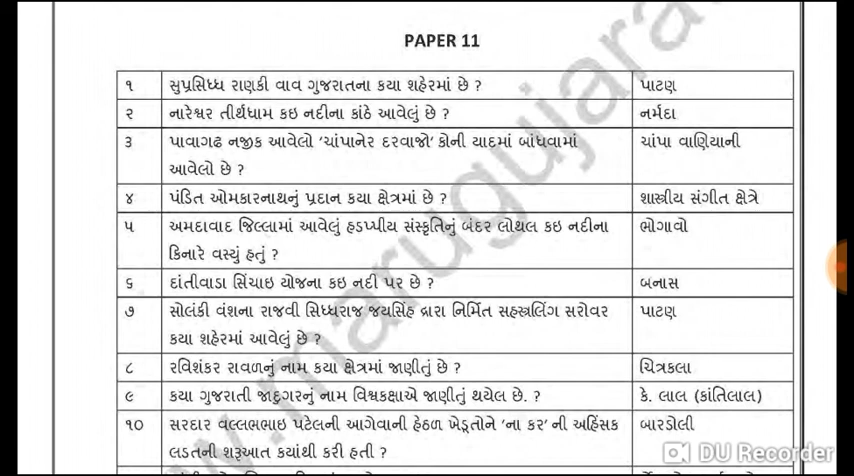 PAPER 11
૧ સુપ્રસિધ્ધ રાણકી વાવ ગુજરાતના કયા શહેરમાં છે ? પાટણ
૨ નારેશ્વર તીર્થધામ કઇ નદીના કાંઠે આવેલું છે ? નર્મદા
૩ પાવાગઢ નજીક આવેલો ‘ચાંપાનેર દરવાજો’ કોની યાદમાં બાંધવામાં ચાંપા વાણિયાની
આવેલો છે ?
૪ પંડિત ઓમકારનાથનું પ્રદાન કયા ક્ષેત્રમાં છે ? શાસ્ત્રીય સંગીત ક્ષેત્રે
૫ અમદાવાદ જિલ્લામાં આવેલું હડપ્પીય સંસ્કૃતિનું બંદર લોથલ કઇ નદીના ભોગાવો
કિનારે વસ્યું હતું ?
૬ દાંતીવાડા સિંચાઇ યોજના કઇ નદી પર છે ? બનાસ
૭ સોલંકી વંશના રાજવી સિધ્ધરાજ જયસિંહ દ્રારા નિર્મિત સહસ્ત્રલિંગ સરોવર પાટણ
કયા શહેરમાં આવેલું છે ?
૮ રવિશંકર રાવળનું નામ કયા ક્ષેત્રમાં જાણીતું છે ? ચિત્રકલા
૯ કયા ગુજરાતી જાદુગરનું નામ વિશ્વકક્ષાએ જાણીતું થયેલ છે. ? કે. લાલ (કાંતિલાલ)
૧૦ સરદાર વલ્લભભાઇ પટેલની આગેવાની હેઠળ ખેડૂતોને ‘ના કર’ ની અહિંસક બારડોલી
લડતની શરૂઆત કયાંથી કરી હતી ?
DU Recorder